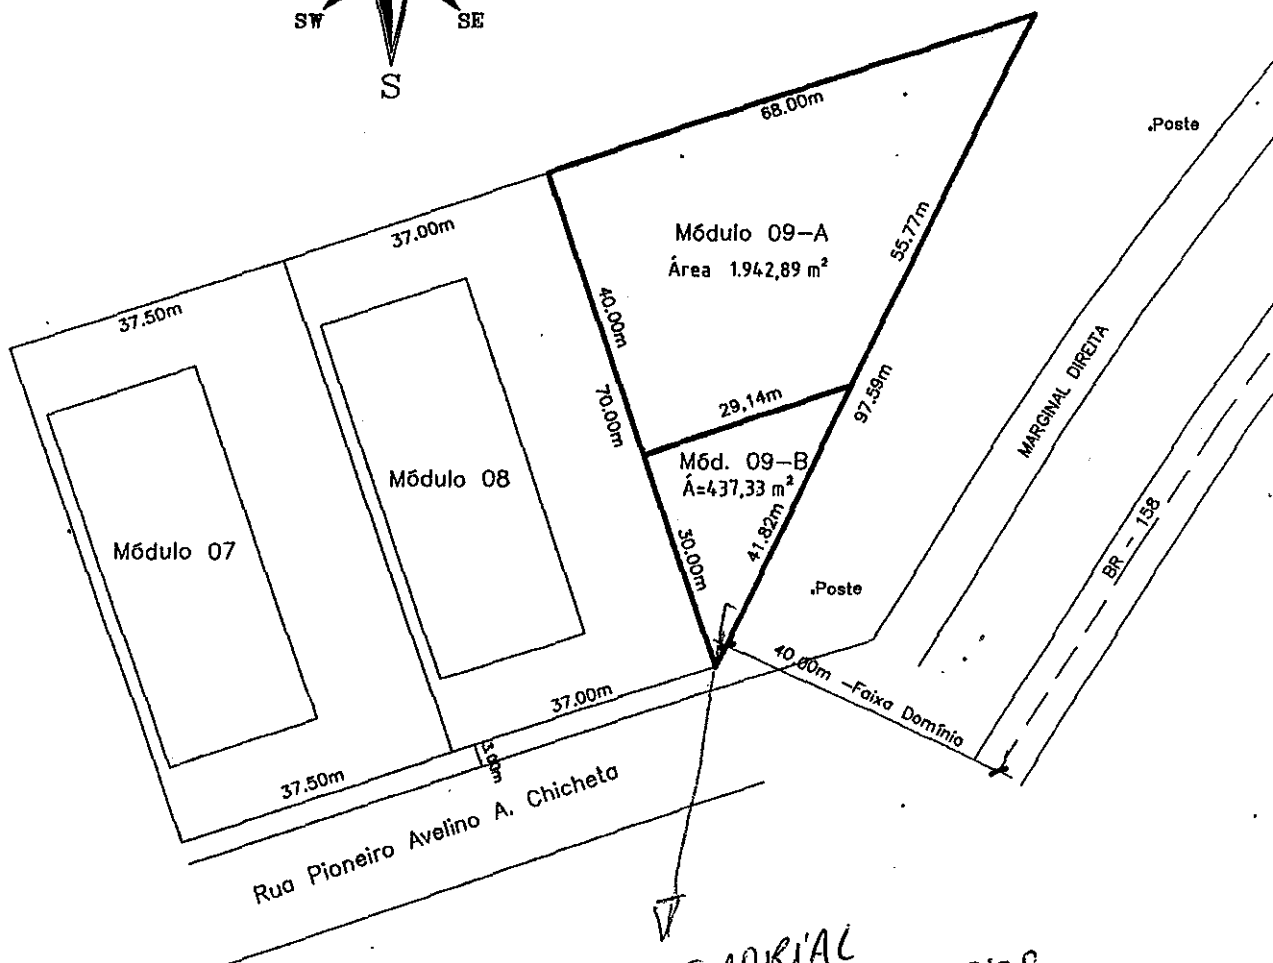 SW
SE
S
68.00m
.Poste
37.00m
Módulo 09-A
Área 1.942,89 m²
55.77m
37.50m
40.00m
MARGINAL DIREITA
70.00m
29,14m
97.59m
Mód. 09-B
Á=437,33 m²
Módulo 08
Módulo 07
30.00m
41.82m
BR - 158
.Poste
40.00m -Faixa Domínio
37.00m
3.00m
37.50m
Rua Pioneiro Avelino A. Chicheta